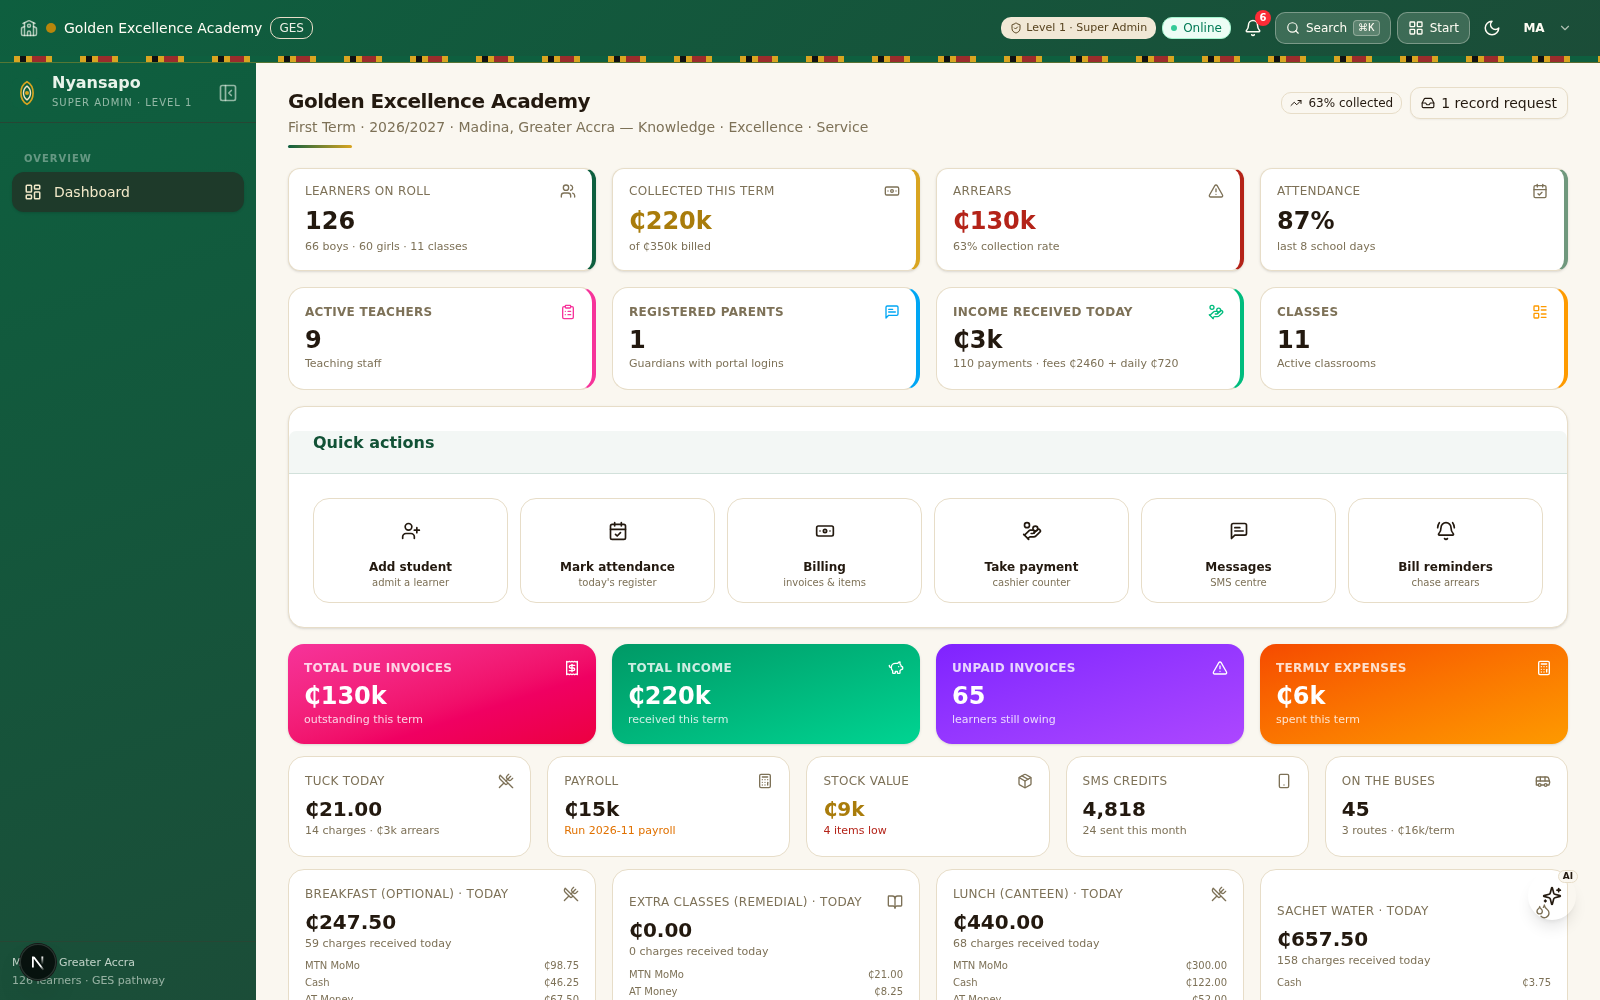 Golden Excellence Academy GES
Level 1 · Super Admin Online 6 Search ⌘K Start MA
Nyansapo
SUPER ADMIN · LEVEL 1
OVERVIEW
Dashboard
Greater Accra
learners · GES pathway
Golden Excellence Academy
First Term · 2026/2027 · Madina, Greater Accra — Knowledge · Excellence · Service
63% collected 1 record request
LEARNERS ON ROLL
126
66 boys · 60 girls · 11 classes
COLLECTED THIS TERM
₵220k
of ₵350k billed
ARREARS
₵130k
63% collection rate
ATTENDANCE
87%
last 8 school days
ACTIVE TEACHERS
9
Teaching staff
REGISTERED PARENTS
1
Guardians with portal logins
INCOME RECEIVED TODAY
₵3k
110 payments · fees ₵2460 + daily ₵720
CLASSES
11
Active classrooms
Quick actions
Add student
admit a learner
Mark attendance
today's register
Billing
invoices & items
Take payment
cashier counter
Messages
SMS centre
Bill reminders
chase arrears
TOTAL DUE INVOICES
₵130k
outstanding this term
TOTAL INCOME
₵220k
received this term
UNPAID INVOICES
65
learners still owing
TERMLY EXPENSES
₵6k
spent this term
TUCK TODAY
₵21.00
14 charges · ₵3k arrears
PAYROLL
₵15k
Run 2026-11 payroll
STOCK VALUE
₵9k
4 items low
SMS CREDITS
4,818
24 sent this month
ON THE BUSES
45
3 routes · ₵16k/term
BREAKFAST (OPTIONAL) · TODAY
₵247.50
59 charges received today
MTN MoMo ₵98.75
Cash ₵46.25
AT Money ₵67.50
EXTRA CLASSES (REMEDIAL) · TODAY
₵0.00
0 charges received today
MTN MoMo ₵21.00
AT Money ₵8.25
LUNCH (CANTEEN) · TODAY
₵440.00
68 charges received today
MTN MoMo ₵300.00
Cash ₵122.00
AT Money ₵52.00
AI
SACHET WATER · TODAY
₵657.50
158 charges received today
Cash ₵3.75